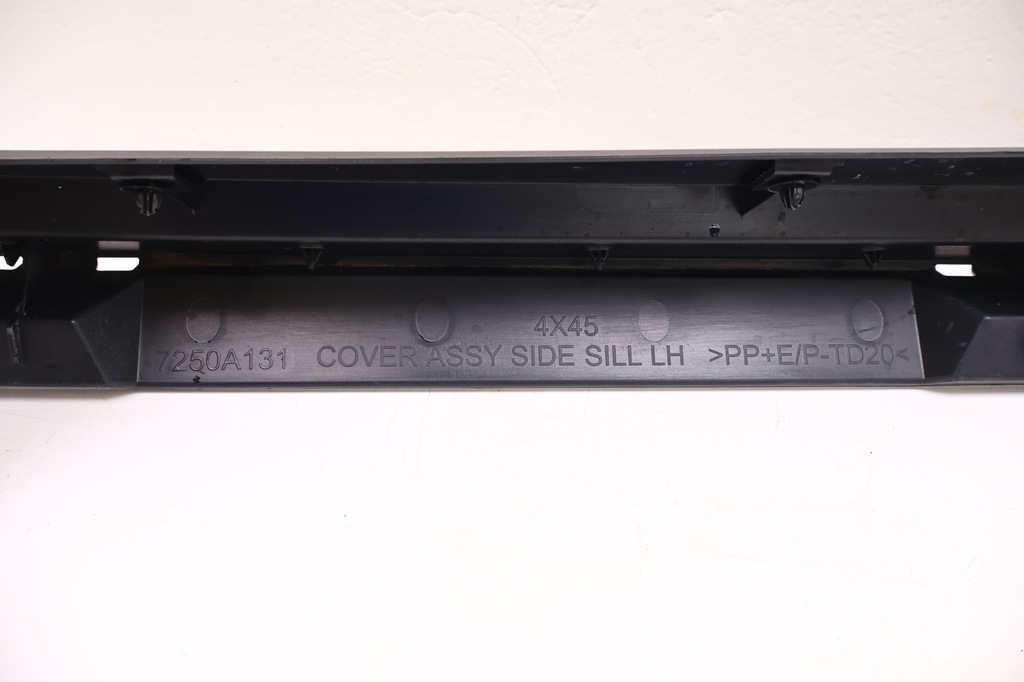 4X45
7250A131 COVER ASSY SIDE SILL LH >PP+E/P-TD20<